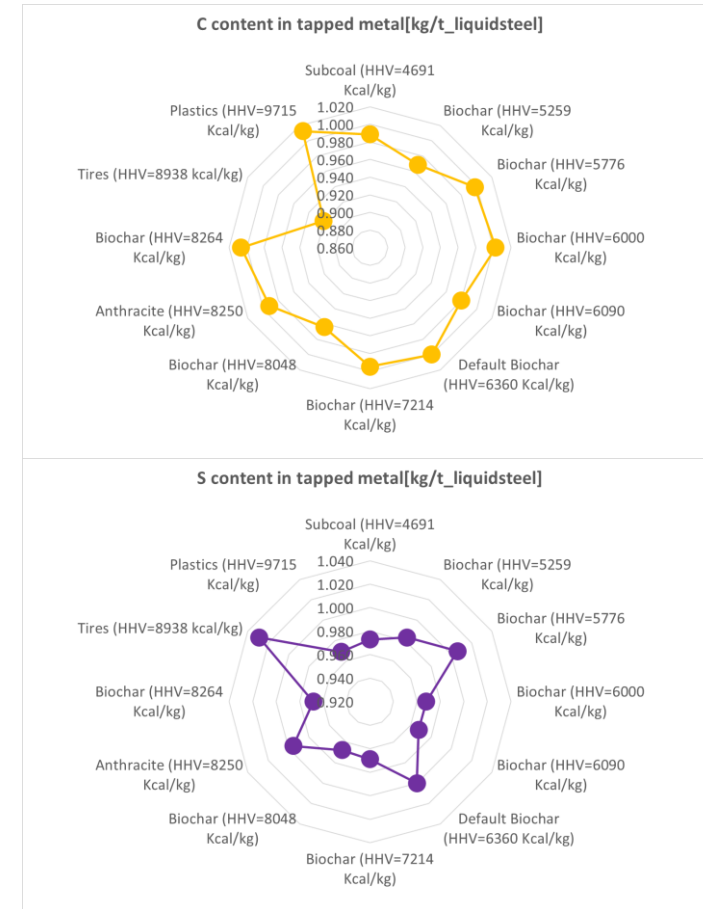 C content in tapped metal[kg/t_liquidsteel]
Subcoal (HHV=4691
Kcal/kg)
Plastics (HHV=9715
Kcal/kg)
Biochar (HHV=5259
Kcal/kg)
Tires (HHV=8938 kcal/kg)
Biochar (HHV=5776
Kcal/kg)
Biochar (HHV=8264
Kcal/kg)
Biochar (HHV=6000
Kcal/kg)
Anthracite (HHV=8250
Kcal/kg)
Biochar (HHV=6090
Kcal/kg)
Biochar (HHV=8048
Kcal/kg)
Default Biochar
(HHV=6360 Kcal/kg)
Biochar (HHV=7214
Kcal/kg)
1.020
1.000
0.980
0.960
0.940
0.920
0.900
0.880
0.860
S content in tapped metal[kg/t_liquidsteel]
Subcoal (HHV=4691
Kcal/kg)
Plastics (HHV=9715
Kcal/kg)
Biochar (HHV=5259
Kcal/kg)
Tires (HHV=8938 kcal/kg)
Biochar (HHV=5776
Kcal/kg)
Biochar (HHV=8264
Kcal/kg)
Biochar (HHV=6000
Kcal/kg)
Anthracite (HHV=8250
Kcal/kg)
Biochar (HHV=6090
Kcal/kg)
Biochar (HHV=8048
Kcal/kg)
Default Biochar
(HHV=6360 Kcal/kg)
Biochar (HHV=7214
Kcal/kg)
1.040
1.020
1.000
0.980
0.960
0.940
0.920